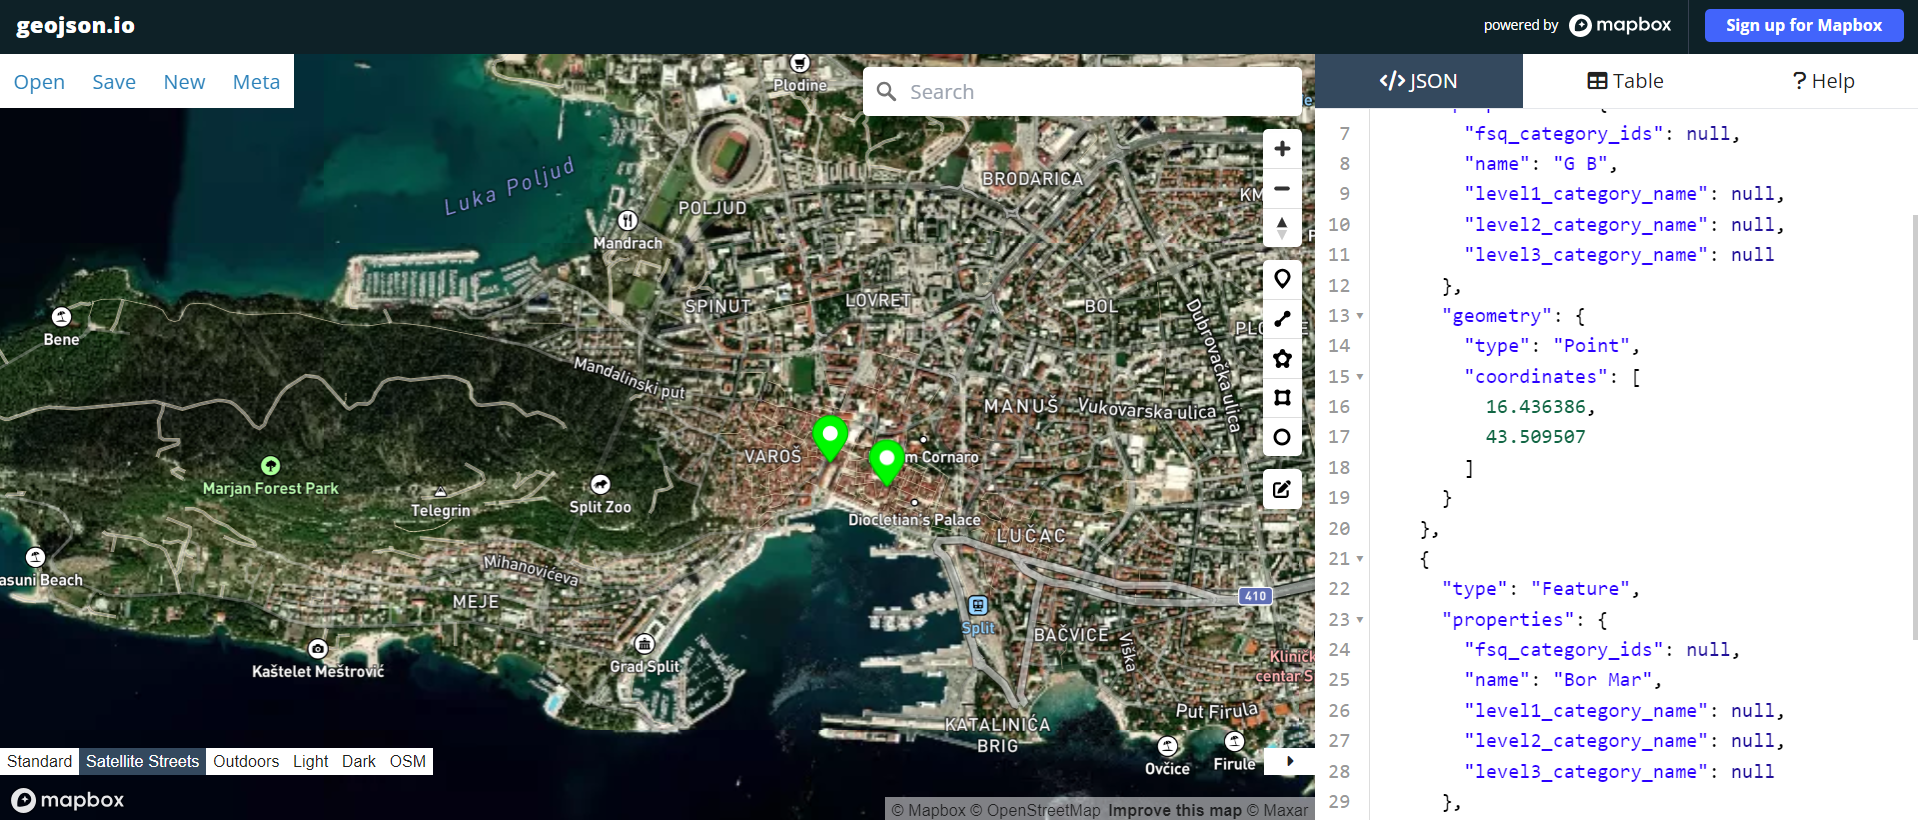 geojson.io
powered by mapbox
Sign up for Mapbox
Open Save New Meta
Search
</> JSON
Table
? Help
Plodine
Luka Poljud
POLJUD
BRODARICA
Mandrach
SPINUT
LOVRET
BOL
Dubrovačka ulica
Bene
Mandalinski put
MANUŠ
Vukovarska ulica
VAROŠ
m Cornaro
Marjan Forest Park
Telegrin
Split Zoo
Diocletian's Palace
LUČAC
asuni Beach
Mihanovićeva
MEJE
410
Split
BAČVICE
Viška
Kaštelet Meštrović
Grad Split
Kliničk
centar S
Put Firula
KATALINIĆA
BRIG
Ovčice
Firule
Standard Satellite Streets Outdoors Light Dark OSM
mapbox
© Mapbox © OpenStreetMap Improve this map © Maxar
7 "fsq_category_ids": null,
8 "name": "G B",
9 "level1_category_name": null,
10 "level2_category_name": null,
11 "level3_category_name": null
12 },
13 "geometry": {
14 "type": "Point",
15 "coordinates": [
16 16.436386,
17 43.509507
18 ]
19 }
20 },
21 {
22 "type": "Feature",
23 "properties": {
24 "fsq_category_ids": null,
25 "name": "Bor Mar",
26 "level1_category_name": null,
27 "level2_category_name": null,
28 "level3_category_name": null
29 },